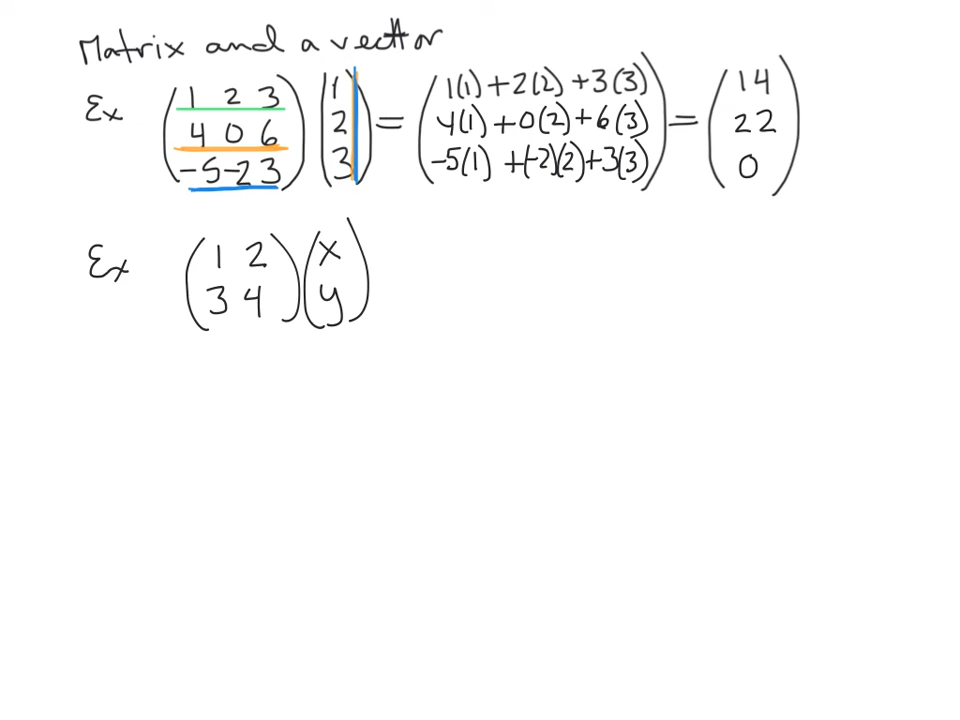 Matrix and a vector
Ex ( 1 2 3 ) ( 1 ) = ( 1(1) + 2(2) + 3(3) ) = ( 14 )
( 4 0 6 ) ( 2 ) ( 4(1) + 0(2) + 6(3) ) ( 22 )
( -5 -2 3 ) ( 3 ) ( -5(1) + (-2)(2) + 3(3) ) ( 0 )
Ex ( 1 2 ) ( x )
( 3 4 ) ( y )